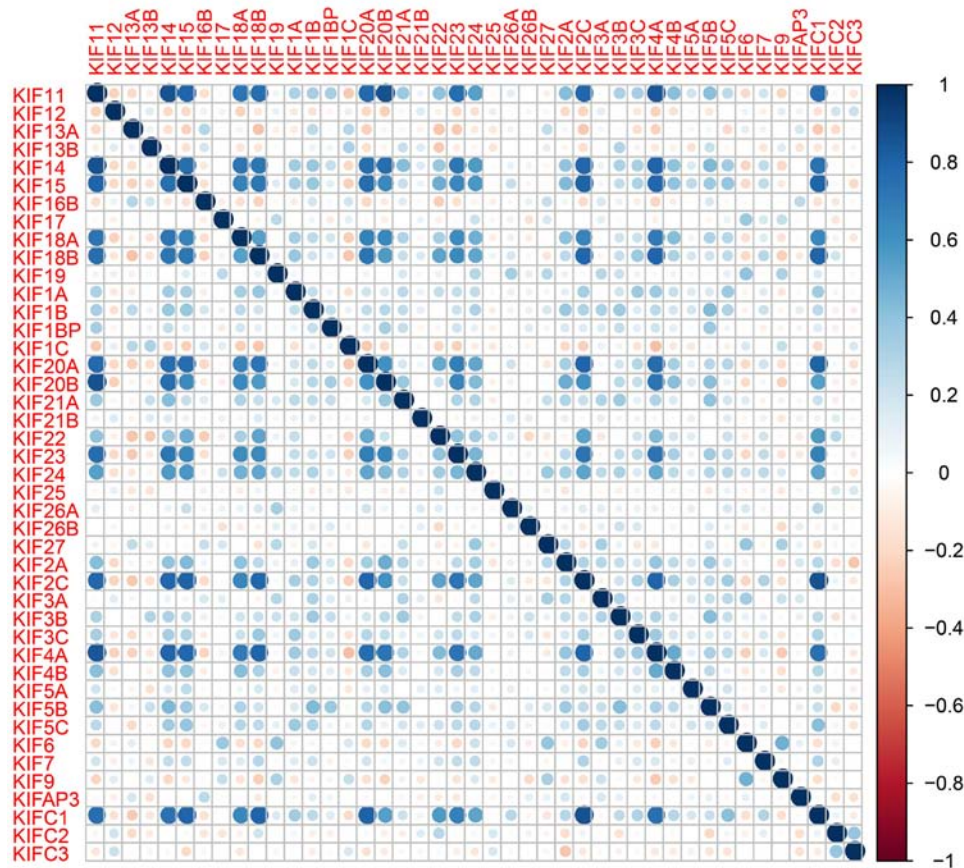 KIF11
KIF12
KIF13A
KIF13B
KIF14
KIF15
KIF16B
KIF17
KIF18A
KIF18B
KIF19
KIF1A
KIF1B
KIF1BP
KIF1C
KIF20A
KIF20B
KIF21A
KIF21B
KIF22
KIF23
KIF24
KIF25
KIF26A
KIF26B
KIF27
KIF2A
KIF2C
KIF3A
KIF3B
KIF3C
KIF4A
KIF4B
KIF5A
KIF5B
KIF5C
KIF6
KIF7
KIF9
KIFAP3
KIFC1
KIFC2
KIFC3
KIF11
KIF12
KIF13A
KIF13B
KIF14
KIF15
KIF16B
KIF17
KIF18A
KIF18B
KIF19
KIF1A
KIF1B
KIF1BP
KIF1C
KIF20A
KIF20B
KIF21A
KIF21B
KIF22
KIF23
KIF24
KIF25
KIF26A
KIF26B
KIF27
KIF2A
KIF2C
KIF3A
KIF3B
KIF3C
KIF4A
KIF4B
KIF5A
KIF5B
KIF5C
KIF6
KIF7
KIF9
KIFAP3
KIFC1
KIFC2
KIFC3
1
0.8
0.6
0.4
0.2
0
−0.2
−0.4
−0.6
−0.8
−1